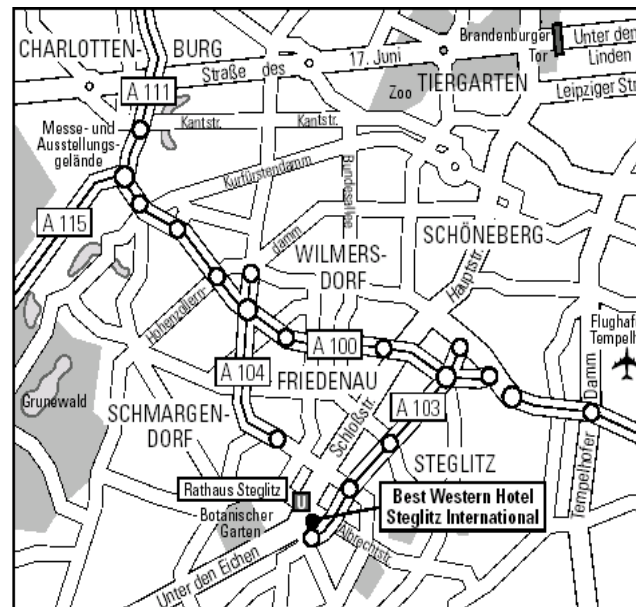 CHARLOTTEN-
BURG
Brandenburger
Tor
Unter den
Linden
Straße des
17. Juni
TIERGARTEN
A 111
Zoo
Leipziger Str
Messe- und
Ausstellungs-
gelände
Kantstr.
Kantstr.
Kurfürstendamm
Bundesallee
A 115
damm
WILMERS-
DORF
SCHÖNEBERG
Hauptstr.
Hohenzollern-
Flughaf
Tempelh
A 100
A 104
FRIEDENAU
A 103
Grunewald
SCHMARGEN-
DORF
Schloßstr.
Damm
Tempelhofer
STEGLITZ
Rathaus Steglitz
U
Best Western Hotel
Steglitz International
Botanischer
Garten
Albrechtstr.
Unter den Eichen